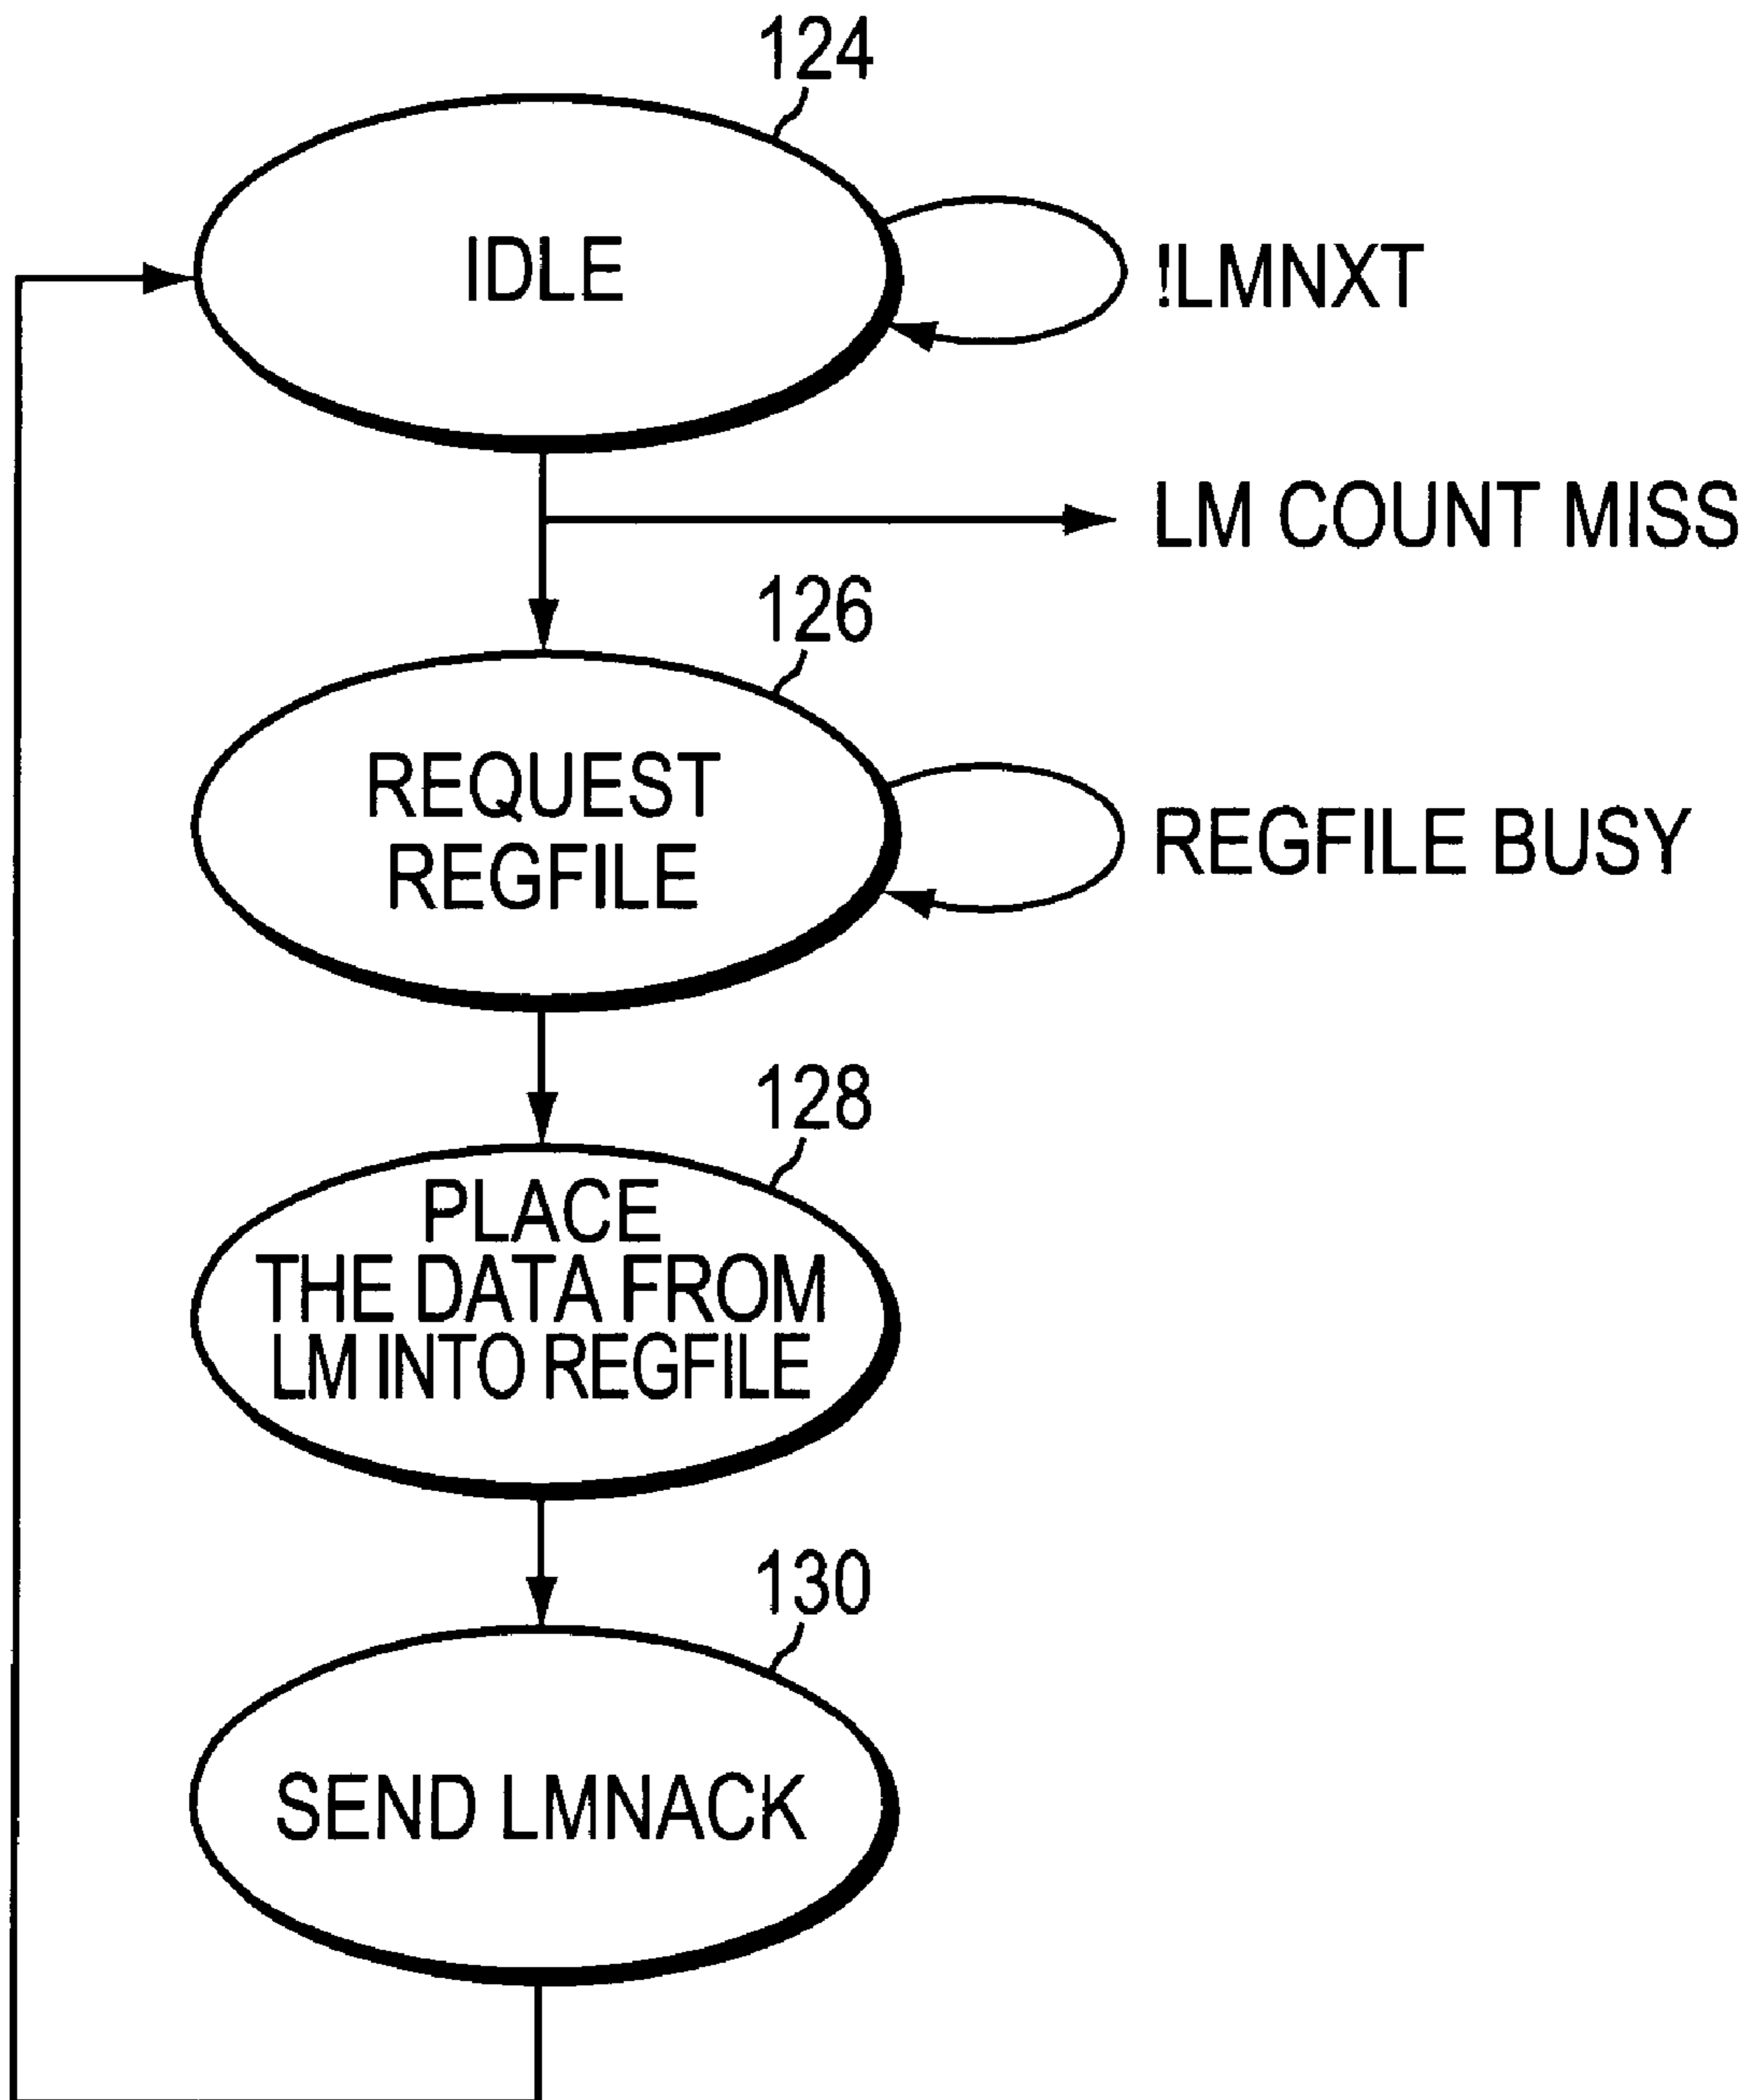 124
IDLE
!LMNXT
LM COUNT MISS
126
REQUEST
REGFILE
REGFILE BUSY
128
PLACE
THE DATA FROM
LM INTO REGFILE
130
SEND LMNACK